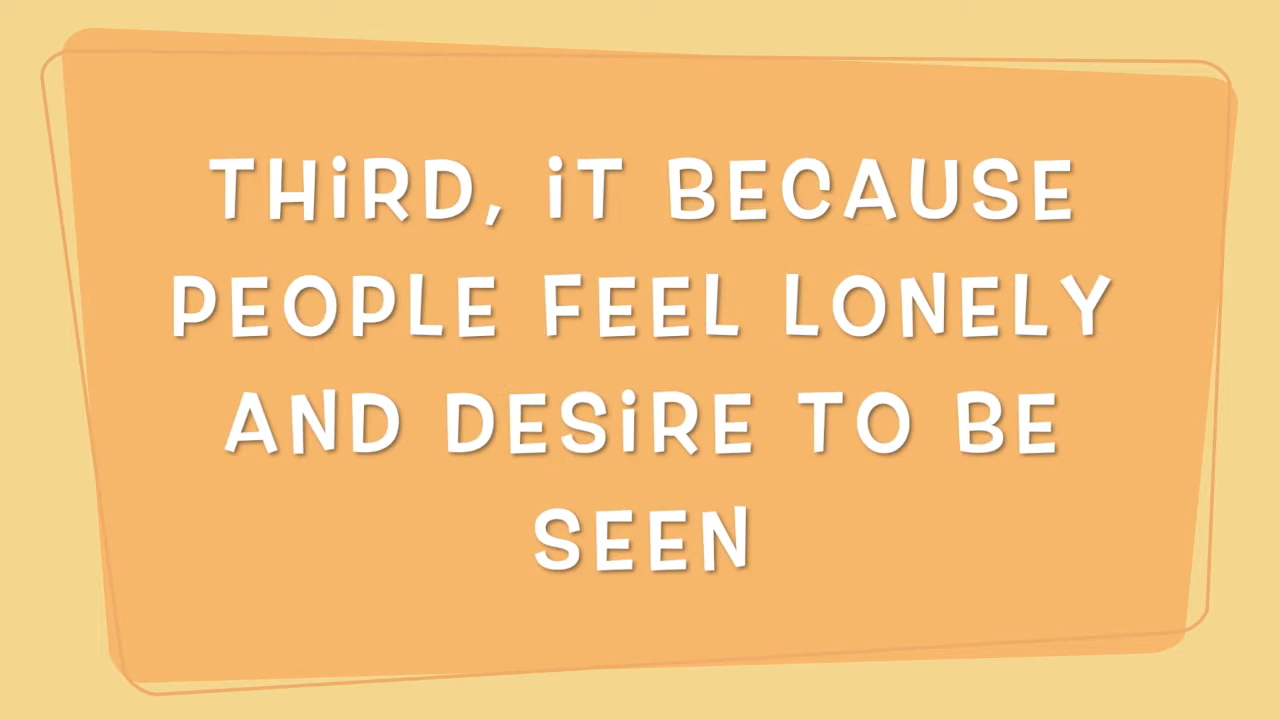 THiRD, iT BECAUSE
PEOPLE FEEL LONELY
AND DESiRE TO BE
SEEN